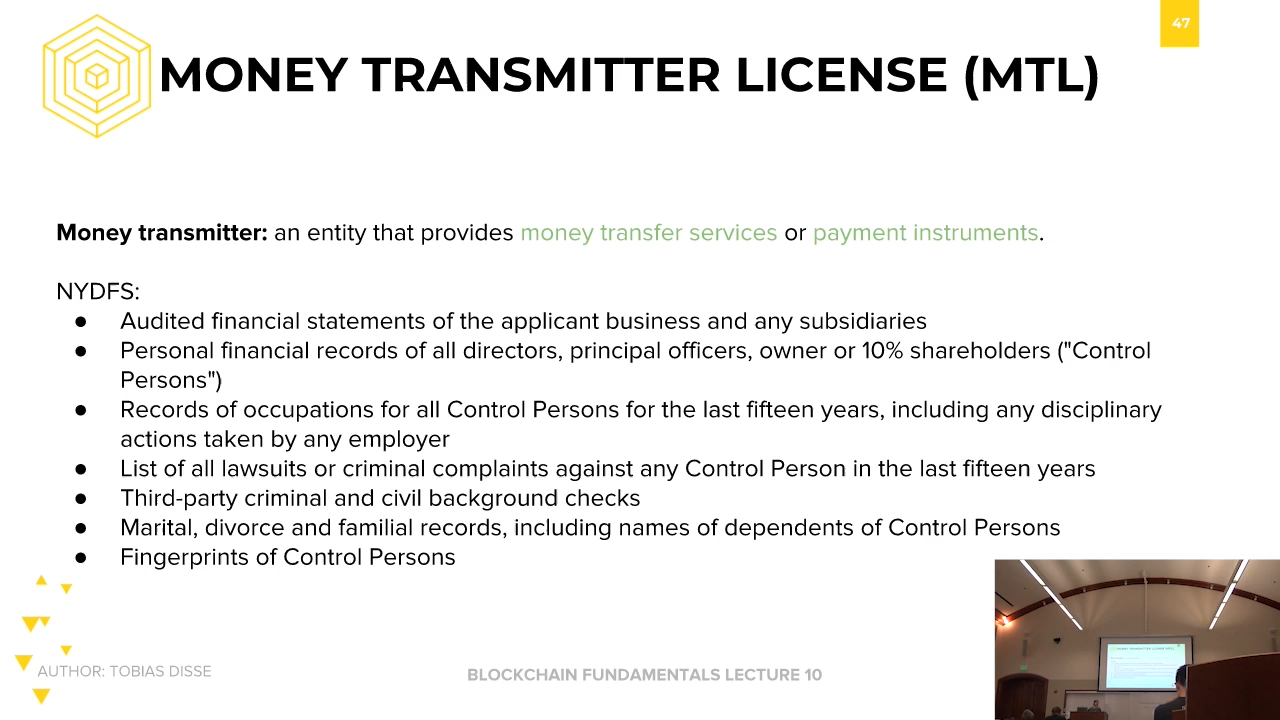 47
MONEY TRANSMITTER LICENSE (MTL)
Money transmitter: an entity that provides money transfer services or payment instruments.
NYDFS:
● Audited financial statements of the applicant business and any subsidiaries
● Personal financial records of all directors, principal officers, owner or 10% shareholders ("Control
Persons")
● Records of occupations for all Control Persons for the last fifteen years, including any disciplinary
actions taken by any employer
● List of all lawsuits or criminal complaints against any Control Person in the last fifteen years
● Third-party criminal and civil background checks
● Marital, divorce and familial records, including names of dependents of Control Persons
● Fingerprints of Control Persons
AUTHOR: TOBIAS DISSE
BLOCKCHAIN FUNDAMENTALS LECTURE 10